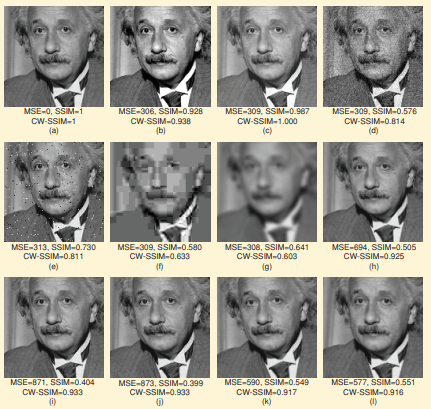 MSE=0, SSIM=1
CW-SSIM=1
(a)
MSE=306, SSIM=0.928
CW-SSIM=0.938
(b)
MSE=309, SSIM=0.987
CW-SSIM=1.000
(c)
MSE=309, SSIM=0.576
CW-SSIM=0.814
(d)
MSE=313, SSIM=0.730
CW-SSIM=0.811
(e)
MSE=309, SSIM=0.580
CW-SSIM=0.633
(f)
MSE=308, SSIM=0.641
CW-SSIM=0.603
(g)
MSE=694, SSIM=0.505
CW-SSIM=0.925
(h)
MSE=871, SSIM=0.404
CW-SSIM=0.933
(i)
MSE=873, SSIM=0.399
CW-SSIM=0.933
(j)
MSE=590, SSIM=0.549
CW-SSIM=0.917
(k)
MSE=577, SSIM=0.551
CW-SSIM=0.916
(l)